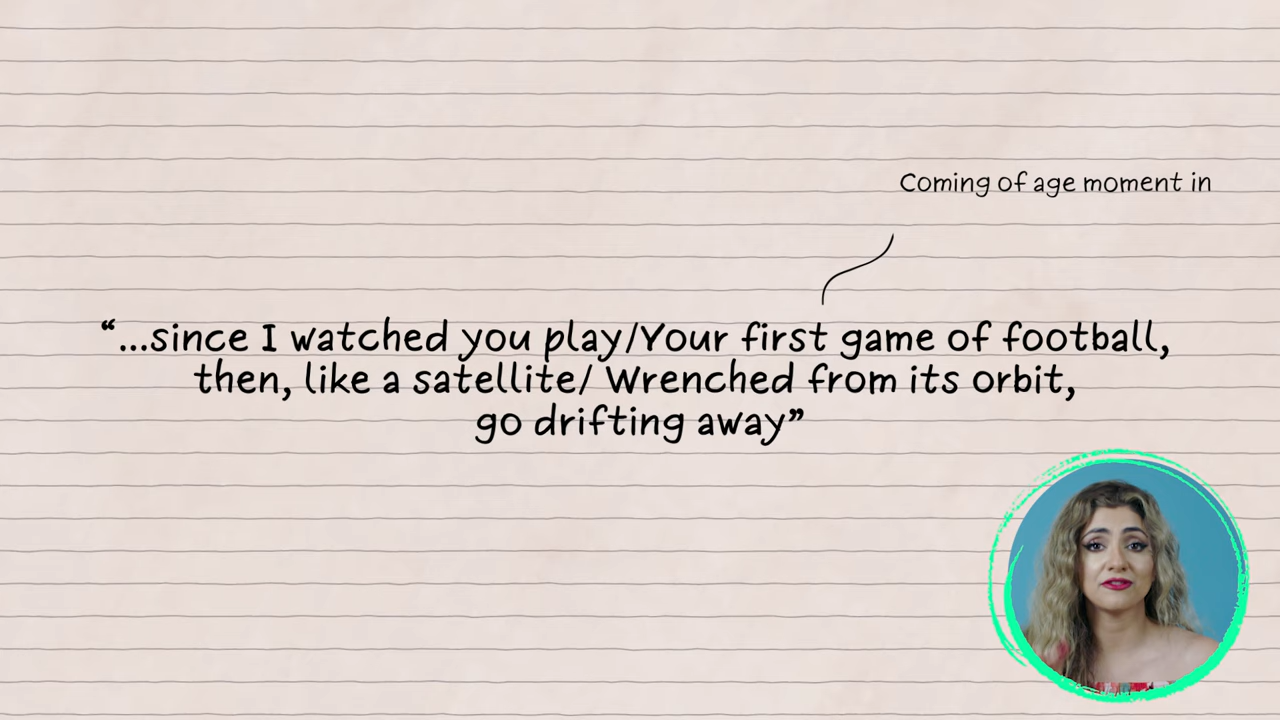 Coming of age moment in
“...since I watched you play/Your first game of football,
then, like a satellite/ Wrenched from its orbit,
go drifting away”